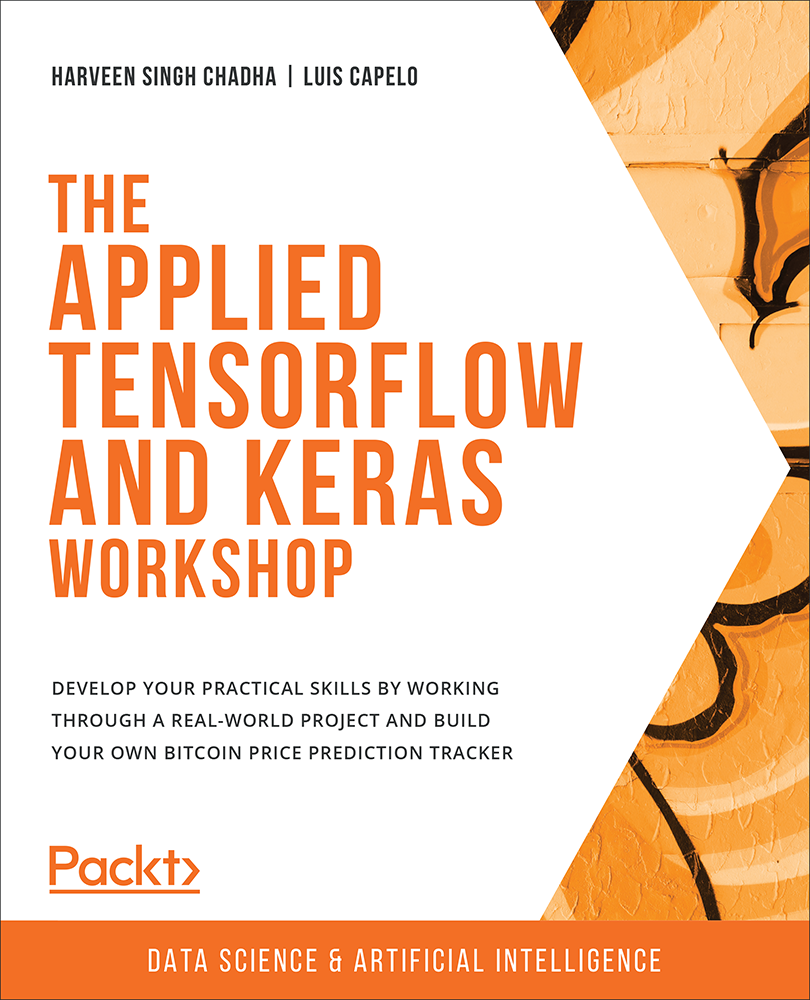 HARVEEN SINGH CHADHA | LUIS CAPELO
THE
APPLIED
TENSORFLOW
AND KERAS
WORKSHOP
DEVELOP YOUR PRACTICAL SKILLS BY WORKING
THROUGH A REAL-WORLD PROJECT AND BUILD
YOUR OWN BITCOIN PRICE PREDICTION TRACKER
Packt>
DATA SCIENCE & ARTIFICIAL INTELLIGENCE